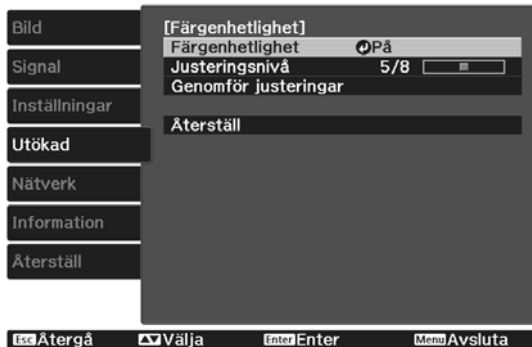 Bild
Signal
Inställningar
Utökad
Nätverk
Information
Återställ
[Färgenhetlighet]
Färgenhetlighet På
Justeringsnivå 5/8
Genomför justeringar
Återställ
Esc Återgå Välja Enter Enter Menu Avsluta